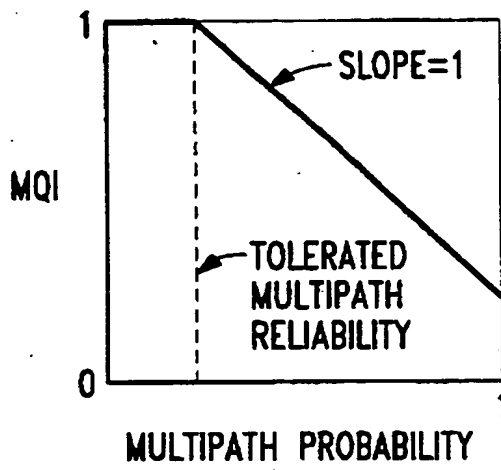 1
SLOPE=1
MQI
TOLERATED
MULTIPATH
RELIABILITY
0
MULTIPATH PROBABILITY